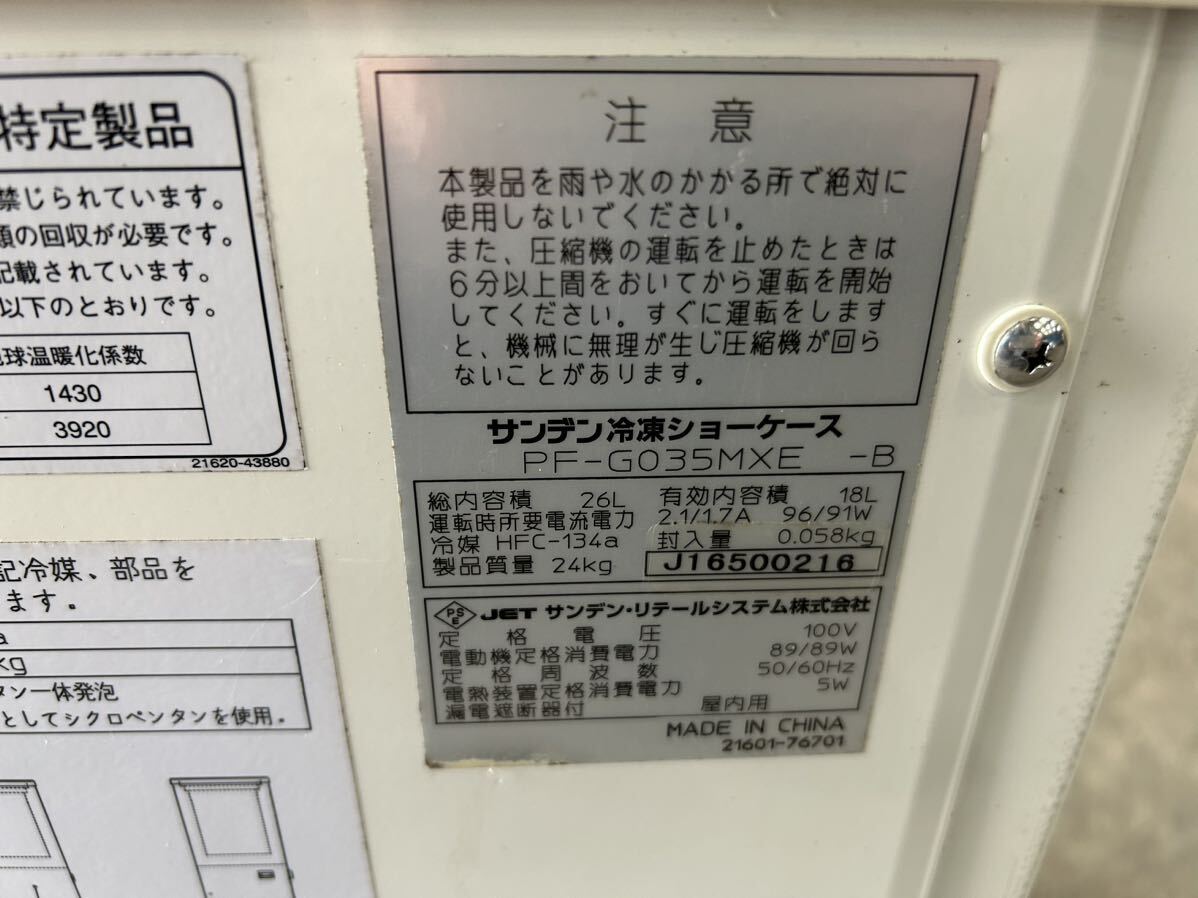 特定製品
禁じられています。
類の回収が必要です。
記載されています。
以下のとおりです。
球温暖化係数
1430
3920
21620-43880
記冷媒、部品を
ます。
a
kg
タン一体発泡
としてシクロペンタンを使用。
注 意
本製品を雨や水のかかる所で絶対に
使用しないでください。
また、圧縮機の運転を止めたときは
6分以上間をおいてから運転を開始
してください。すぐに運転をします
と、機械に無理が生じ圧縮機が回ら
ないことがあります。
サンデン冷凍ショーケース
PF-G035MXE -B
総内容積 26L 有効内容積 18L
運転時所要電流電力 2.1/1.7A 96/91W
冷媒 HFC-134a 封入量 0.058kg
製品質量 24kg J16500216
PSE JET サンデン・リテールシステム株式会社
定格電圧 100V
電動機定格消費電力 89/89W
定格周波数 50/60Hz
電熱装置定格消費電力 5W
漏電遮断器付 屋内用
MADE IN CHINA
21601-76701